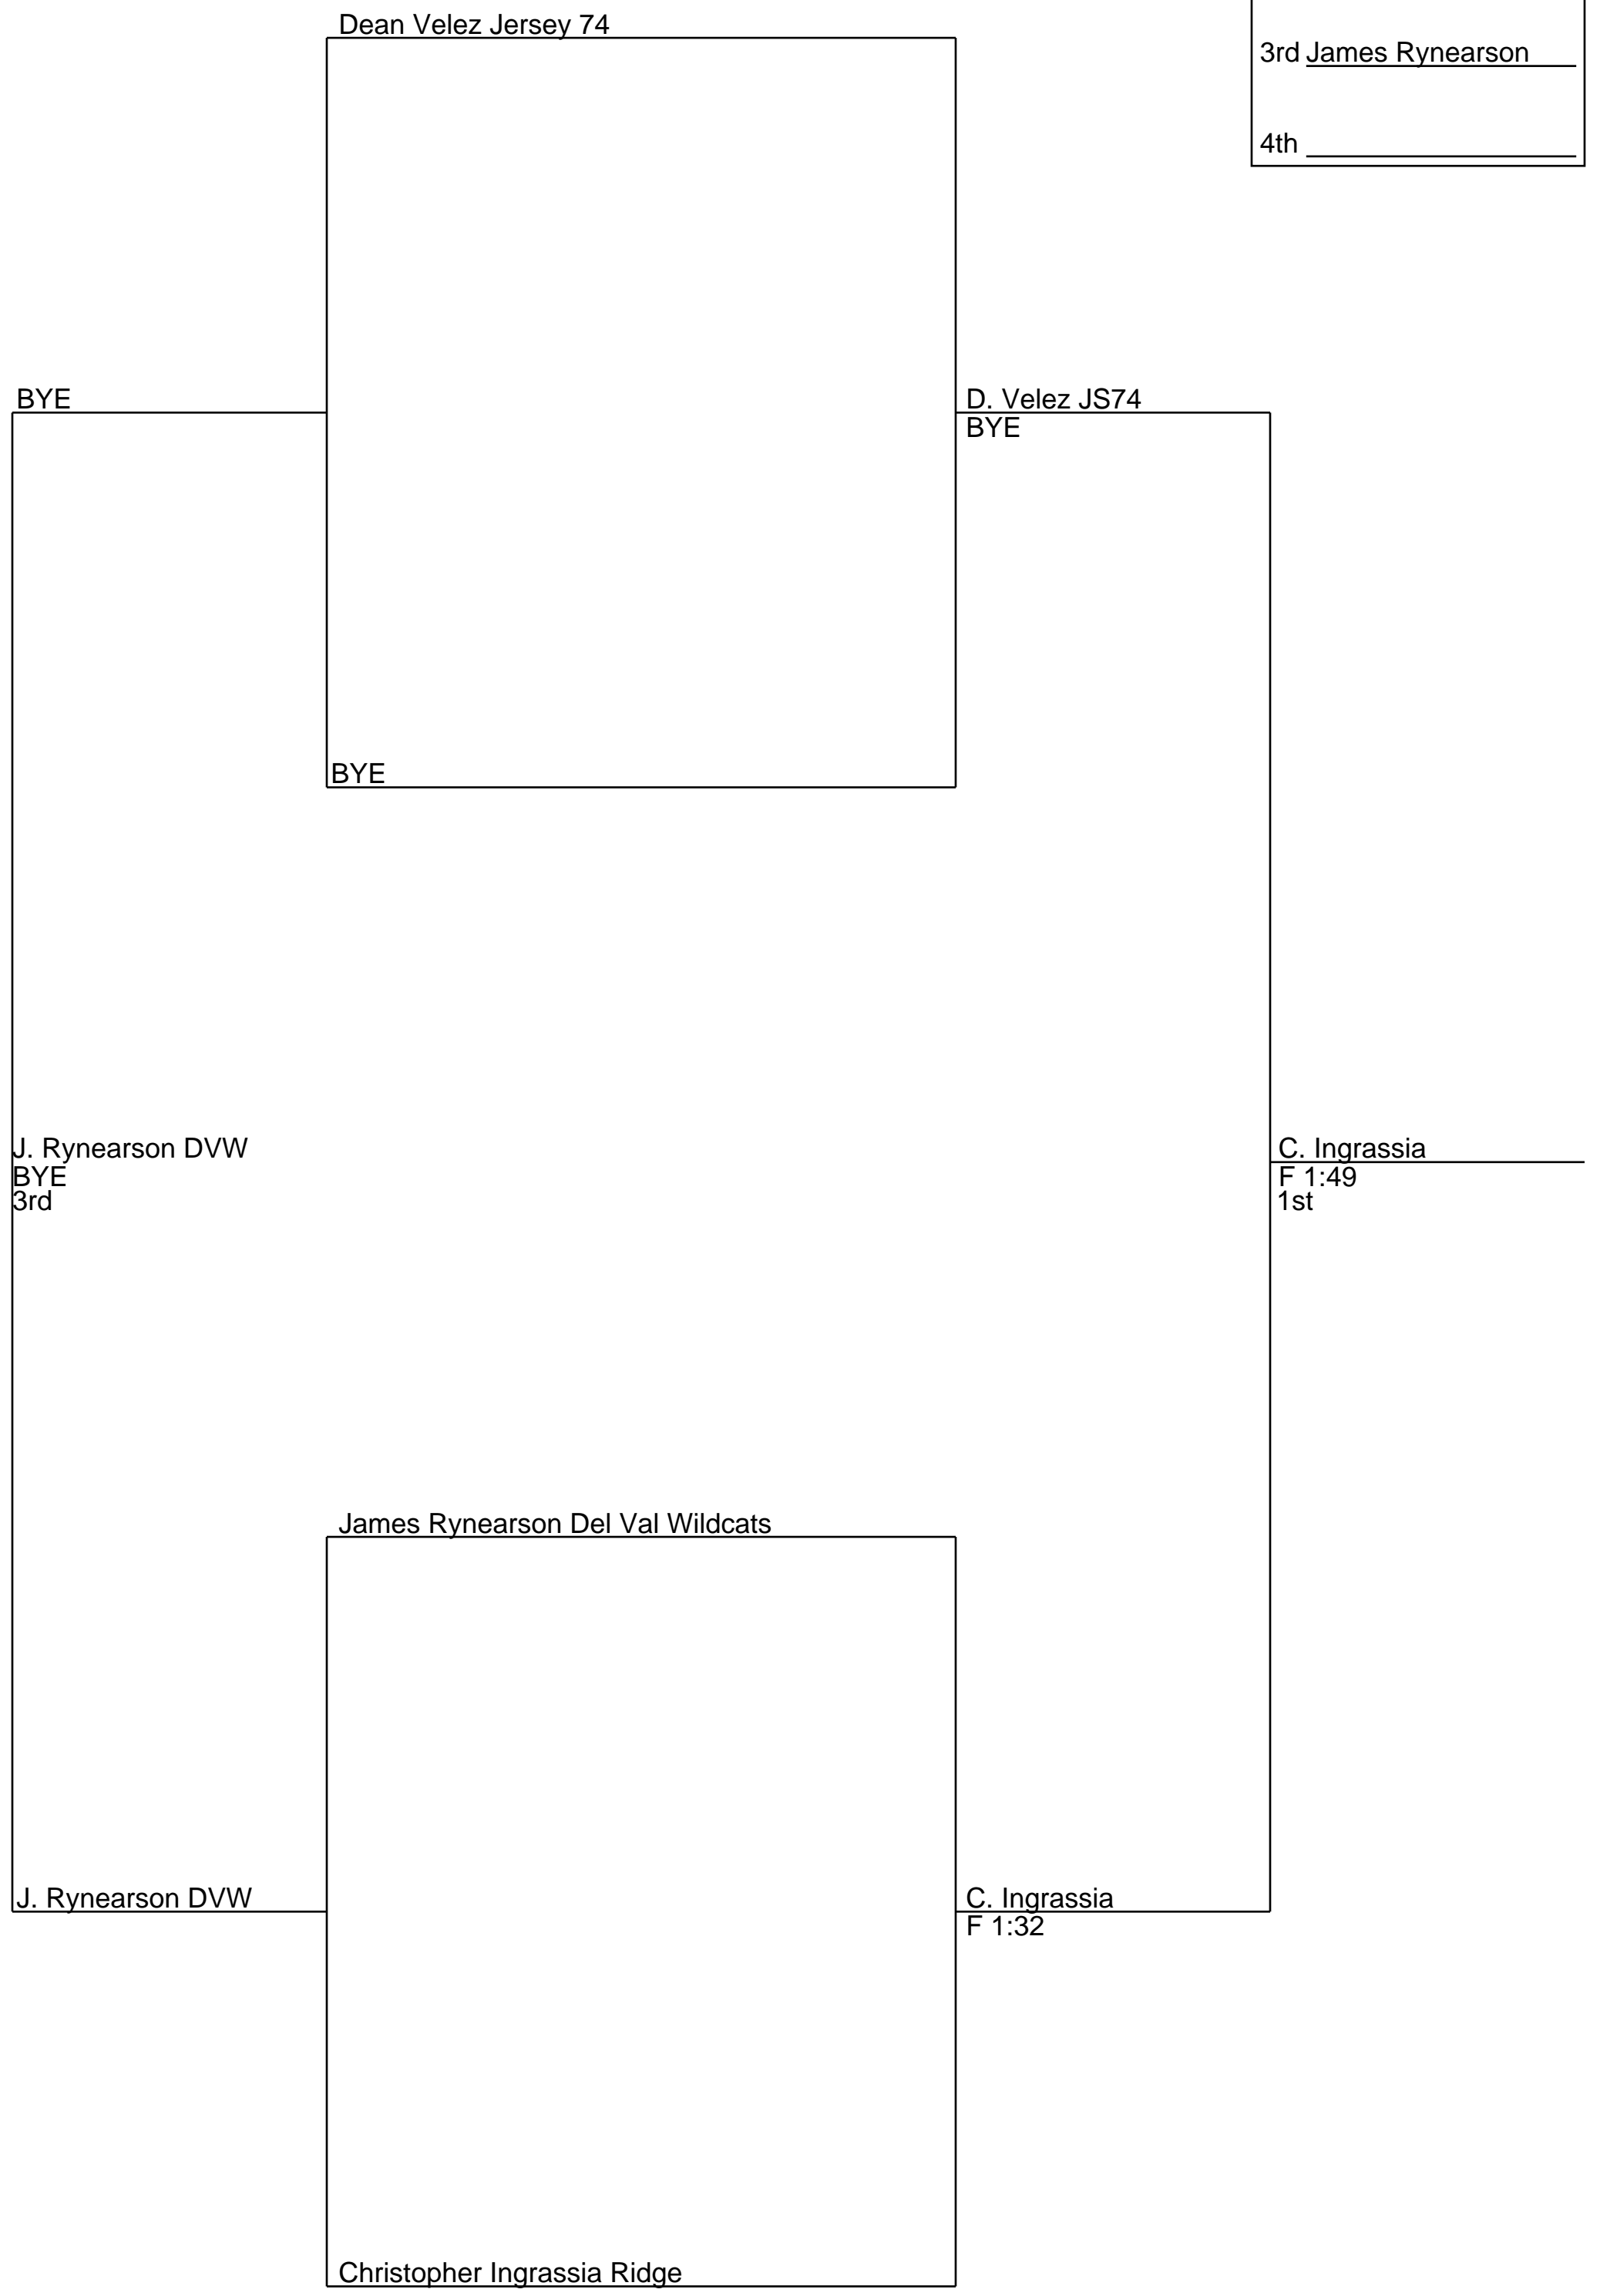 Dean Velez Jersey 74
3rd James Rynearson
4th
BYE
D. Velez JS74
BYE
BYE
J. Rynearson DVW
BYE
3rd
C. Ingrassia
F 1:49
1st
James Rynearson Del Val Wildcats
J. Rynearson DVW
C. Ingrassia
F 1:32
Christopher Ingrassia Ridge